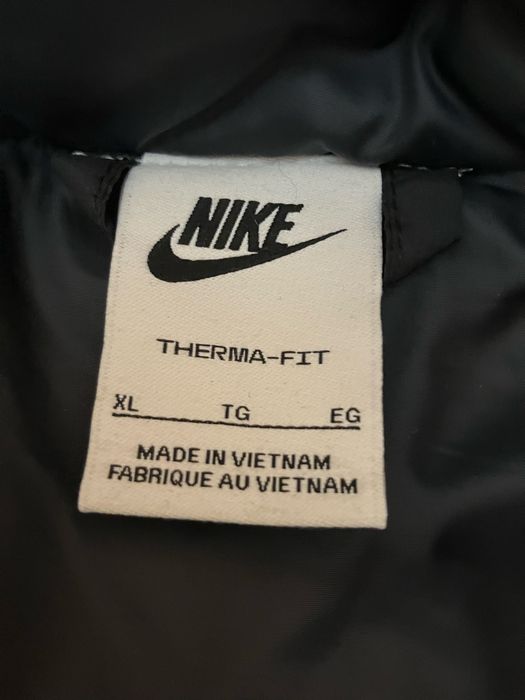 NIKE
THERMA-FIT
XL TG EG
MADE IN VIETNAM
FABRIQUE AU VIETNAM